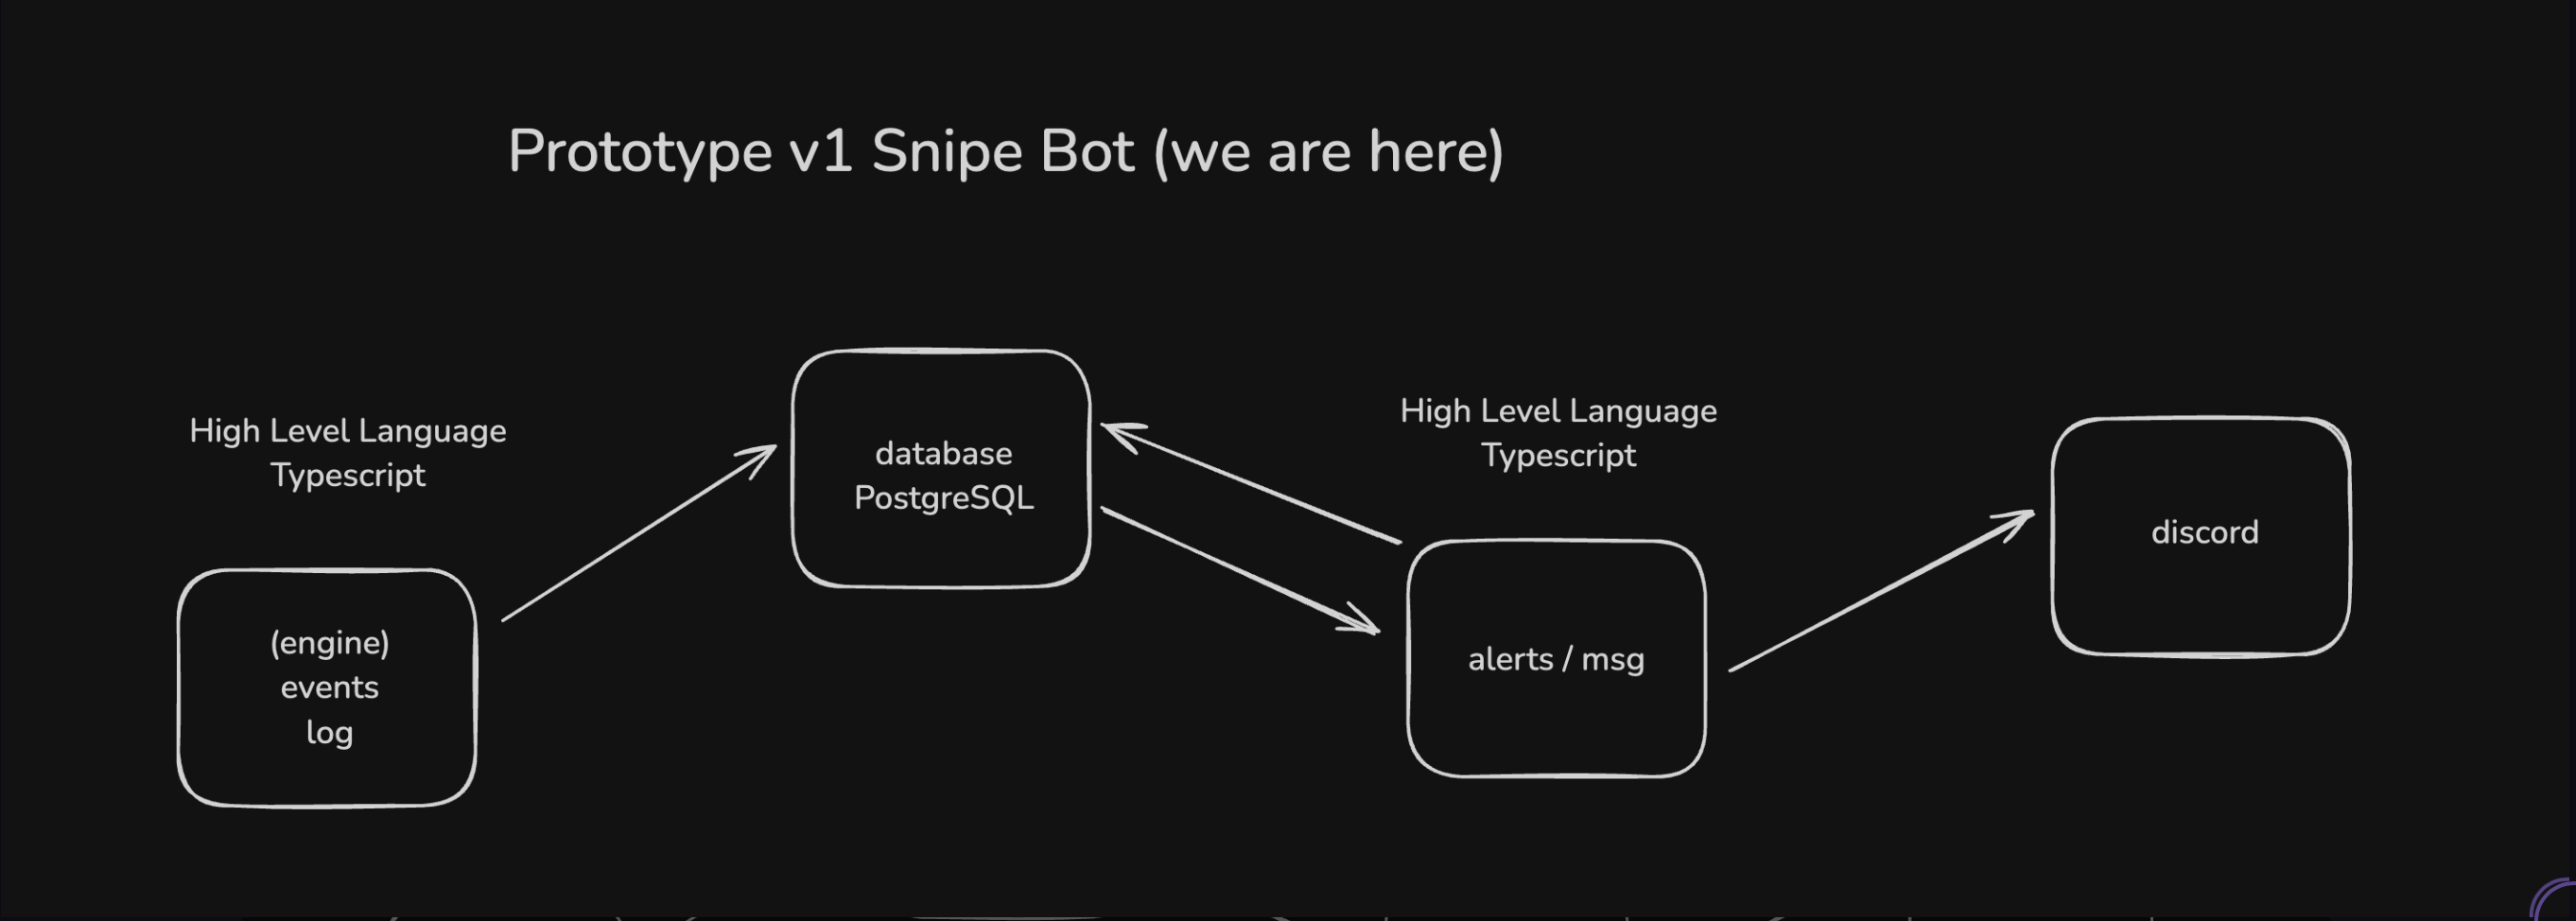 Prototype v1 Snipe Bot (we are here)
High Level Language
Typescript
(engine)
events
log
database
PostgreSQL
High Level Language
Typescript
alerts / msg
discord